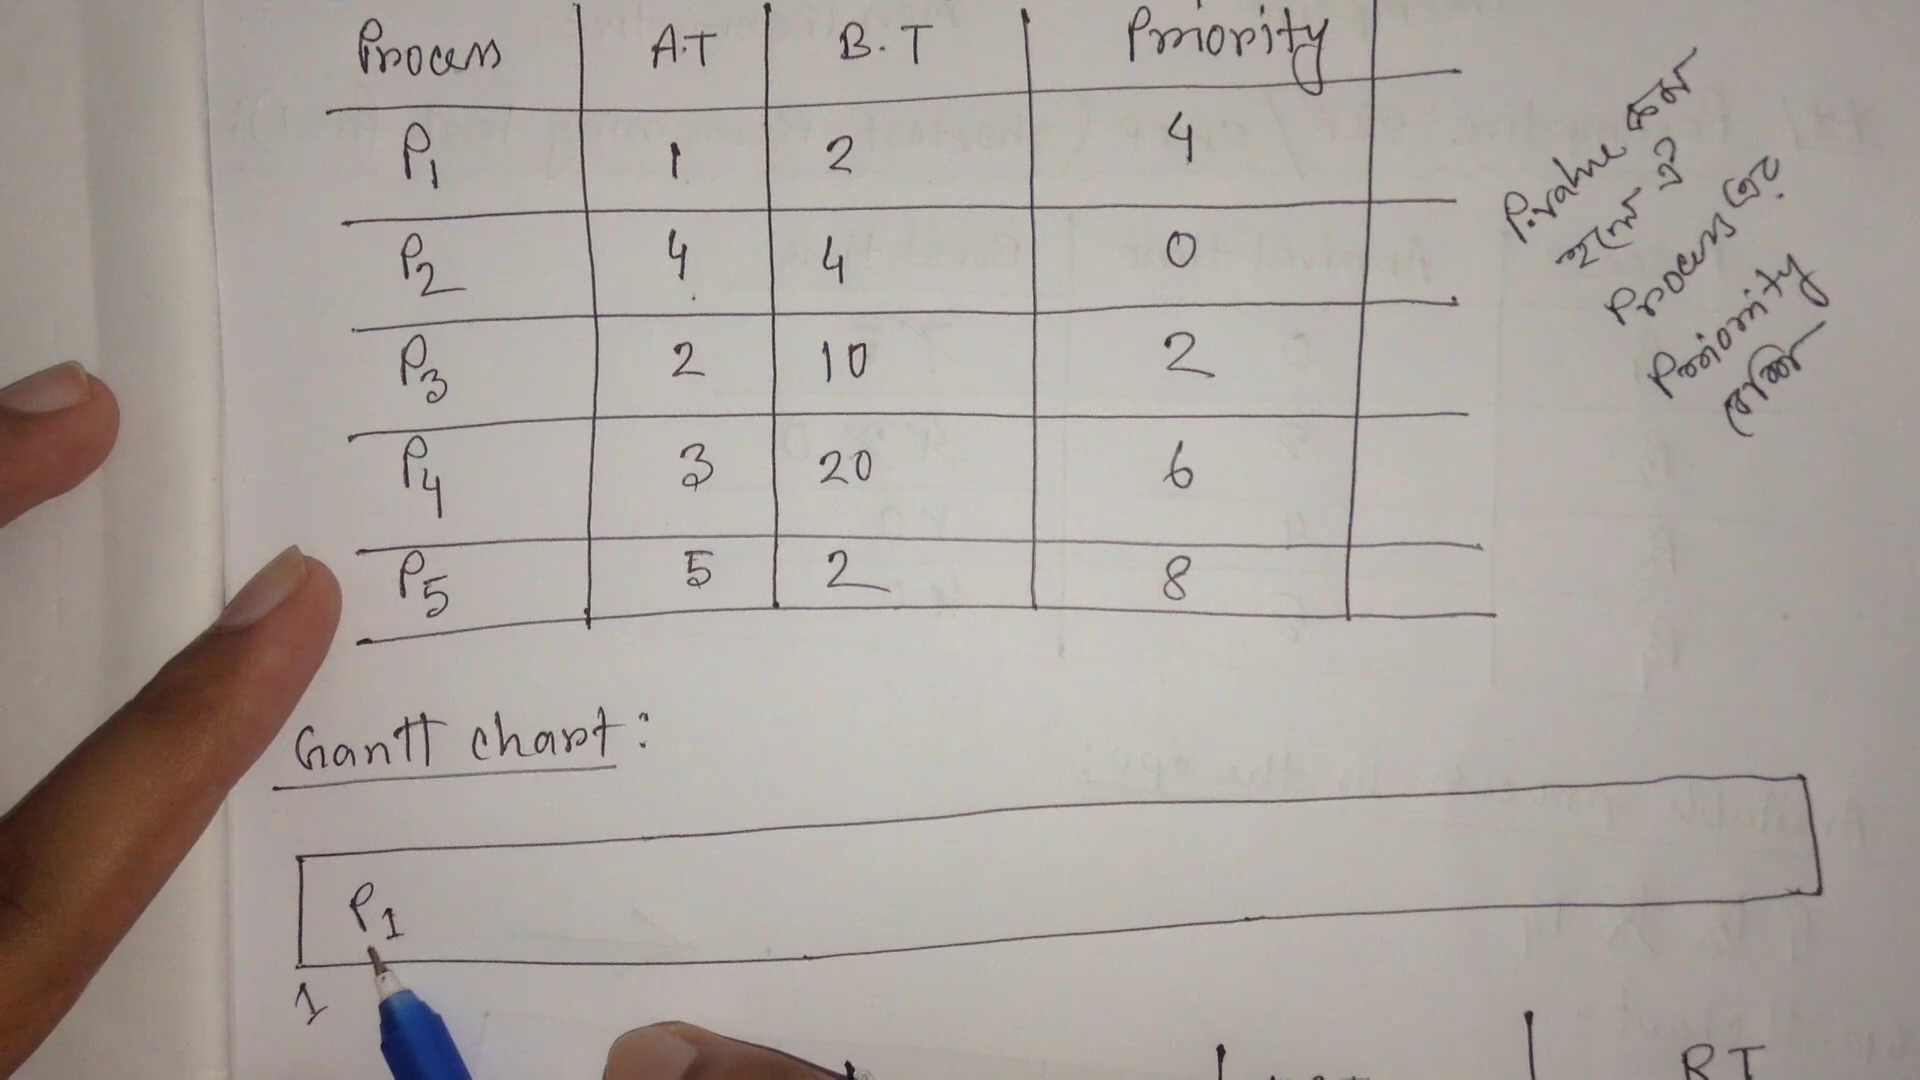 Process A.T B.T Priority
P1 1 2 4
P2 4 4 0
P3 2 10 2
P4 3 20 6
P5 5 2 8
P.value কম
হলে ঐ
Process এর
Priority
বেশি
Gantt chart:
P1
1
RT